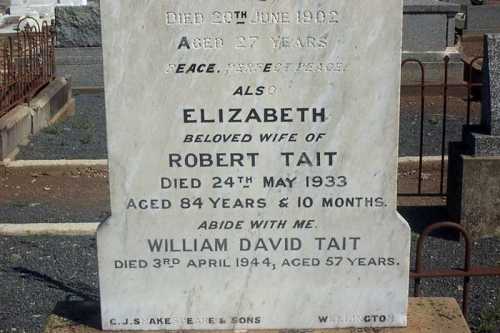 DIED 20TH JUNE 1902
AGED 27 YEARS
PEACE, PERFECT PEACE.
ALSO
ELIZABETH
BELOVED WIFE OF
ROBERT TAIT
DIED 24TH MAY 1933
AGED 84 YEARS & 10 MONTHS.
ABIDE WITH ME.
WILLIAM DAVID TAIT
DIED 3RD APRIL 1944, AGED 57 YEARS.
C.J. SHAKESPEARE & SONS WARRINGTON